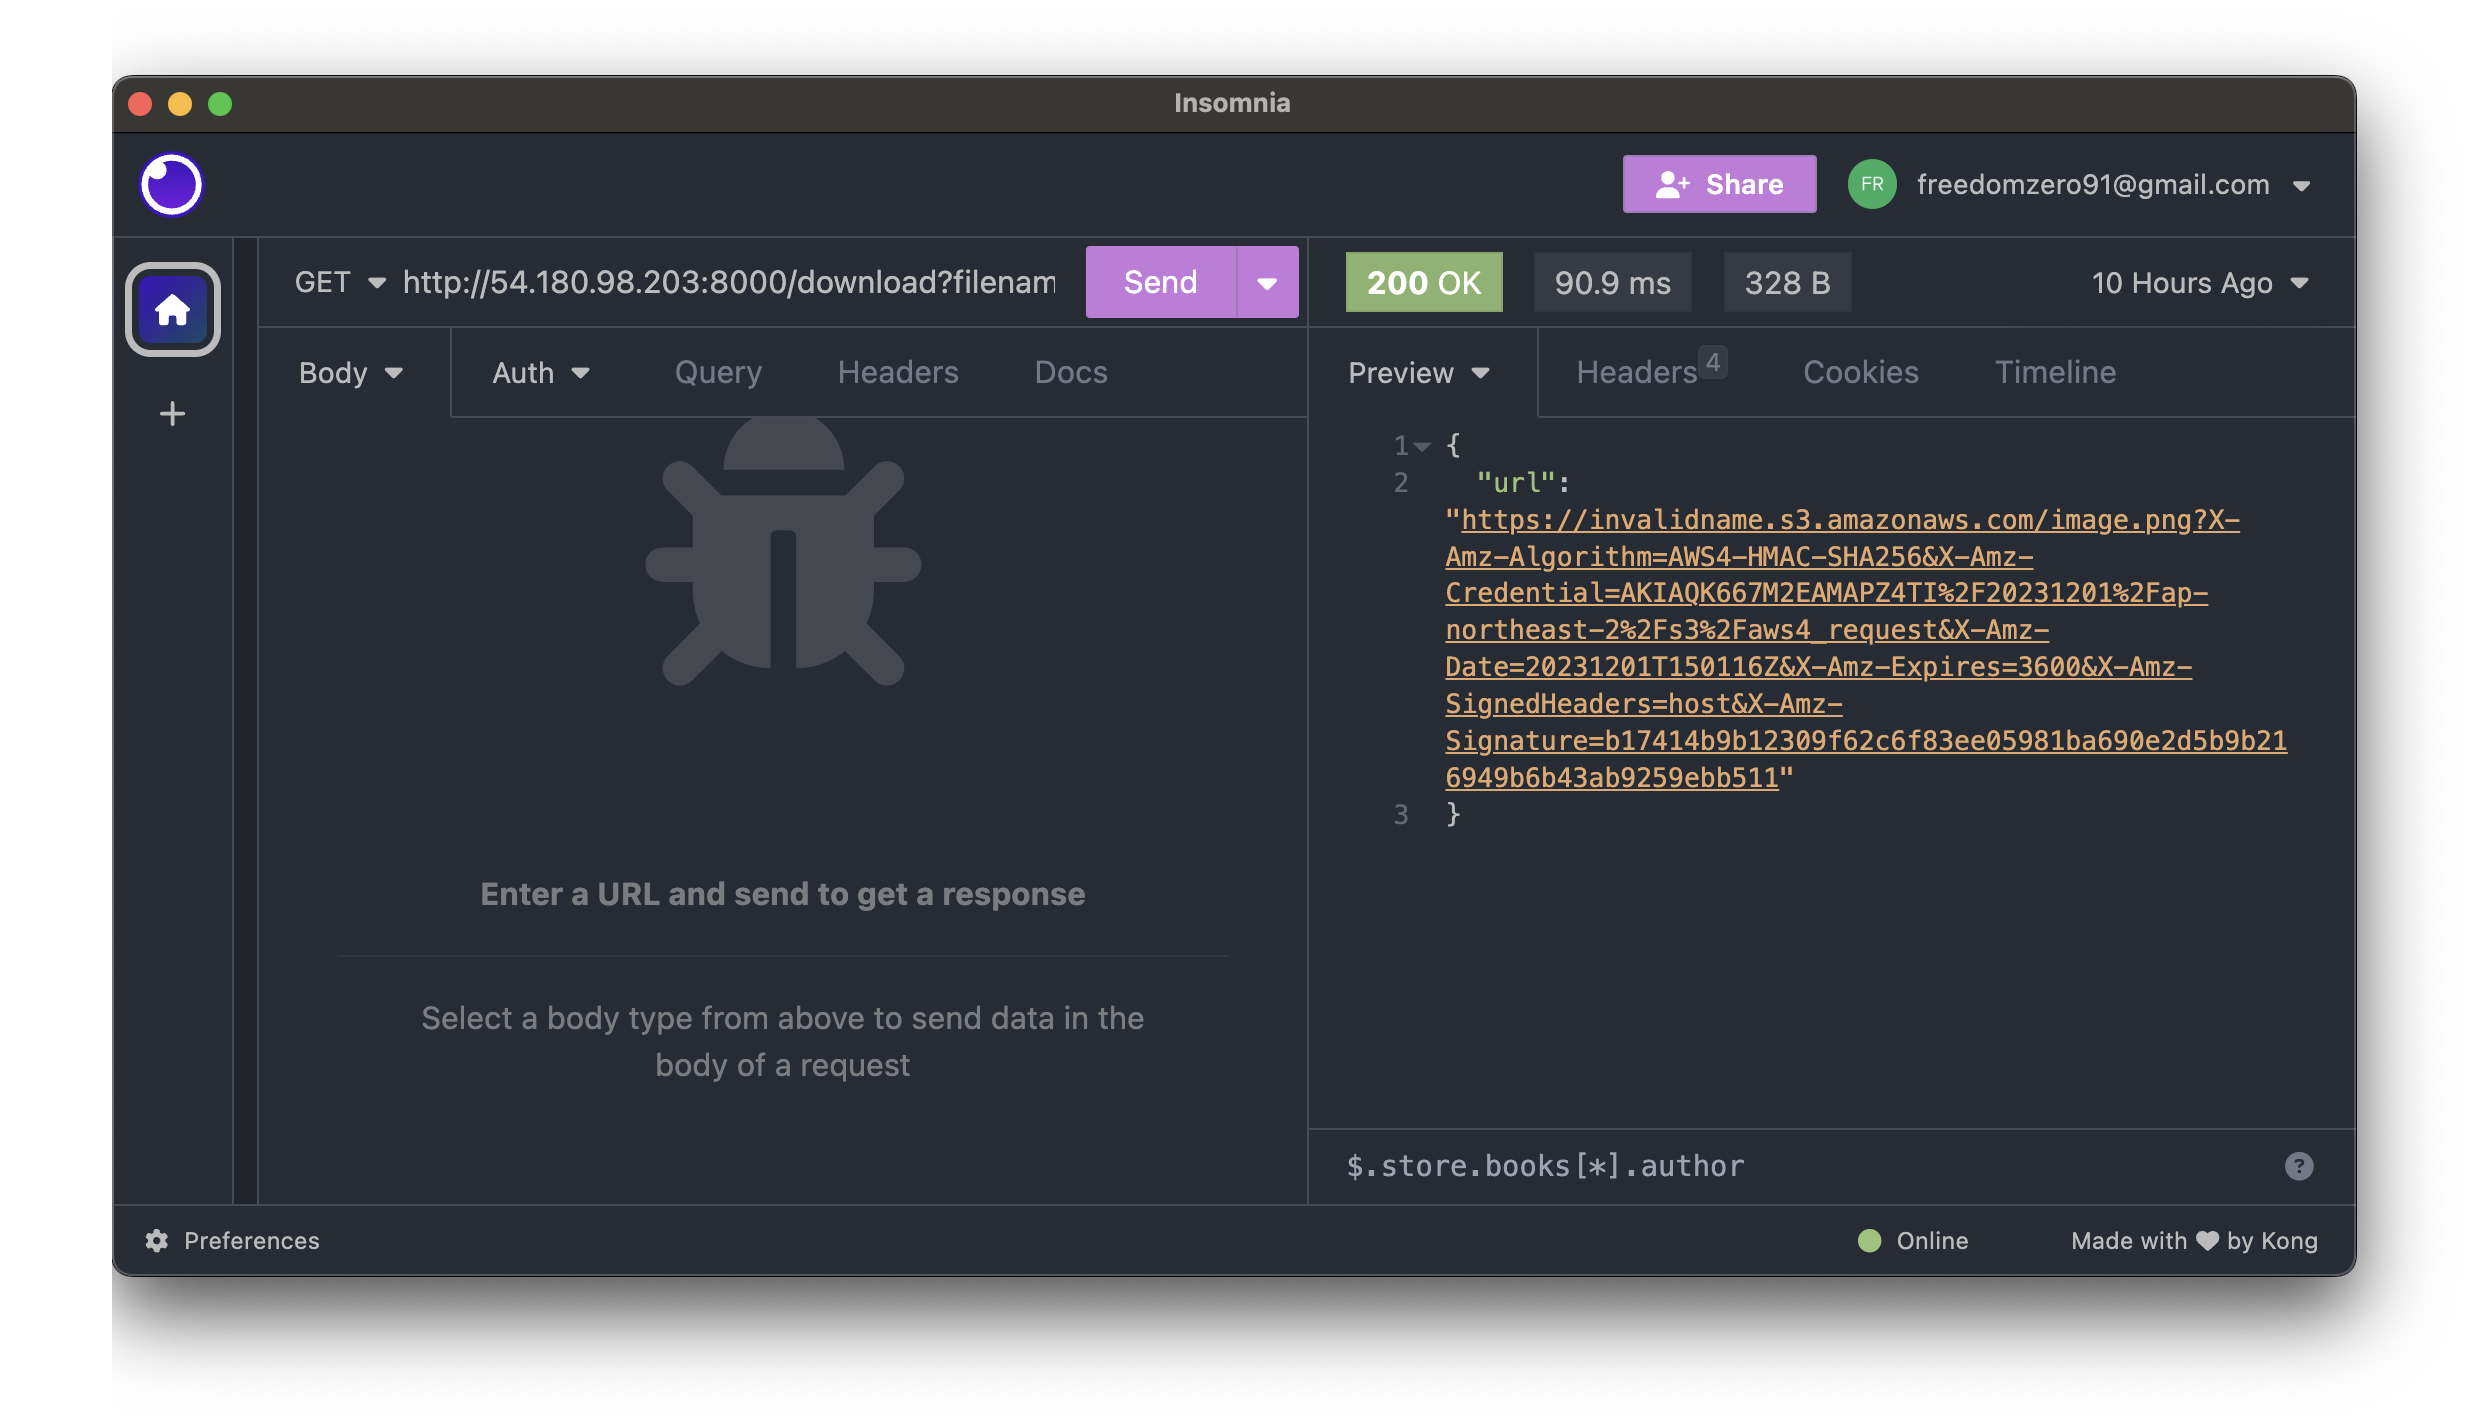 Insomnia
Share
FR
freedomzero91@gmail.com
GET
http://54.180.98.203:8000/download?filenam
Send
200 OK
90.9 ms
328 B
10 Hours Ago
Body
Auth
Query
Headers
Docs
Preview
Headers 4
Cookies
Timeline
1 {
2 "url":
"https://invalidname.s3.amazonaws.com/image.png?X-
Amz-Algorithm=AWS4-HMAC-SHA256&X-Amz-
Credential=AKIAQK667M2EAMAPZ4TI%2F20231201%2Fap-
northeast-2%2Fs3%2Faws4_request&X-Amz-
Date=20231201T150116Z&X-Amz-Expires=3600&X-Amz-
SignedHeaders=host&X-Amz-
Signature=b17414b9b12309f62c6f83ee05981ba690e2d5b9b21
6949b6b43ab9259ebb511"
3 }
Enter a URL and send to get a response
Select a body type from above to send data in the
body of a request
$.store.books[*].author
?
Preferences
Online
Made with ♥ by Kong